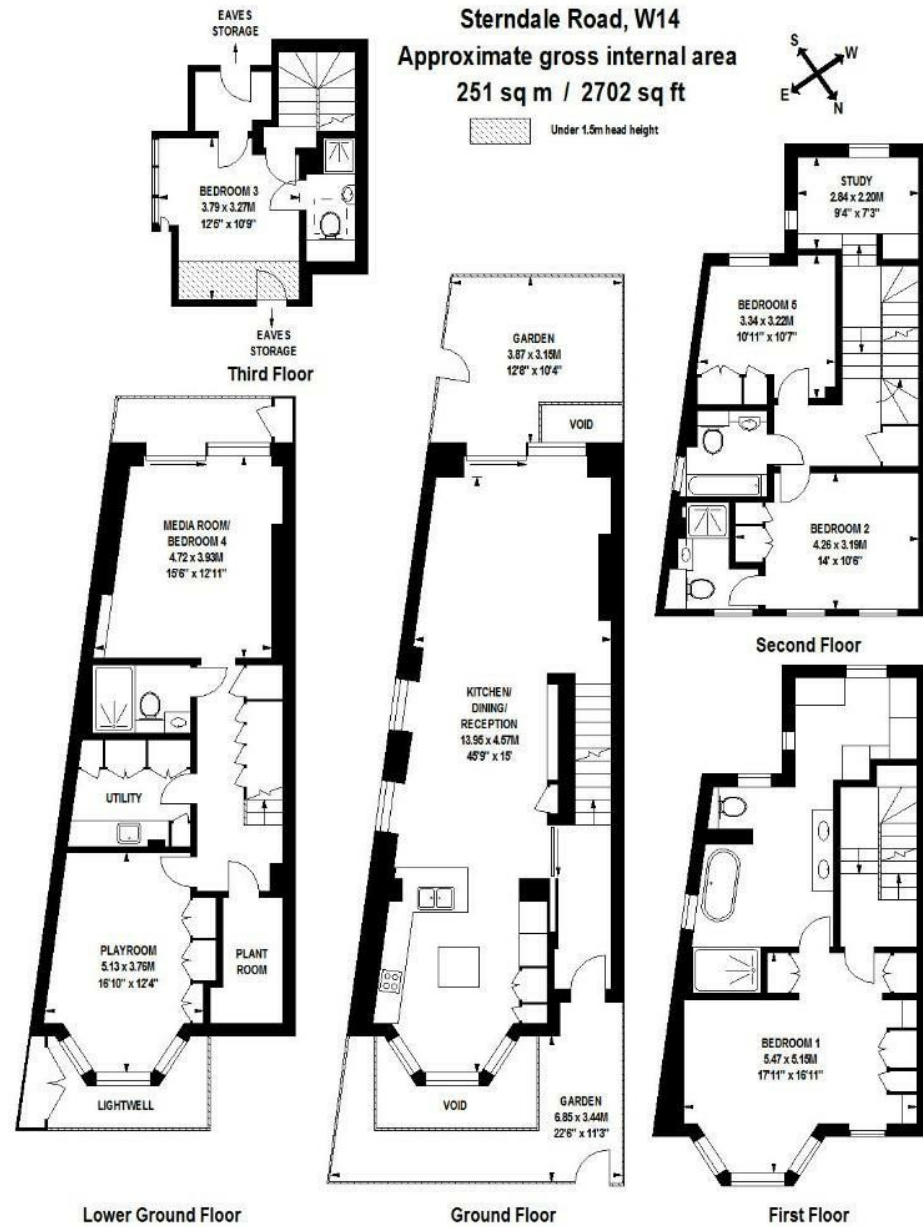 Sterndale Road, W14
Approximate gross internal area
251 sq m / 2702 sq ft
Under 1.5m head height
S
W
E
N
EAVES
STORAGE
BEDROOM 3
3.79 x 3.27M
12'6" x 10'9"
EAVES
STORAGE
Third Floor
STUDY
2.84 x 2.20M
9'4" x 7'3"
BEDROOM 5
3.34 x 3.22M
10'11" x 10'7"
BEDROOM 2
4.26 x 3.19M
14' x 10'6"
Second Floor
GARDEN
3.87 x 3.15M
12'8" x 10'4"
VOID
KITCHEN/
DINING/
RECEPTION
13.95 x 4.57M
45'9" x 15'
VOID
GARDEN
6.85 x 3.44M
22'6" x 11'3"
Ground Floor
MEDIA ROOM/
BEDROOM 4
4.72 x 3.93M
15'6" x 12'11"
UTILITY
PLAYROOM
5.13 x 3.76M
16'10" x 12'4"
PLANT
ROOM
LIGHTWELL
Lower Ground Floor
BEDROOM 1
5.47 x 5.15M
17'11" x 16'11"
First Floor